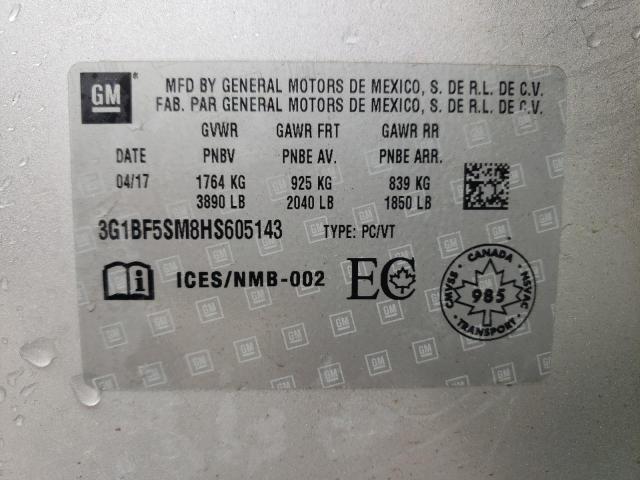 GM
MFD BY GENERAL MOTORS DE MEXICO, S. DE R.L. DE C.V.
FAB. PAR GENERAL MOTORS DE MEXICO, S. DE R.L. DE C.V.
GVWR GAWR FRT GAWR RR
DATE PNBV PNBE AV. PNBE ARR.
04/17 1764 KG 925 KG 839 KG
3890 LB 2040 LB 1850 LB
3G1BF5SM8HS605143 TYPE: PC/VT
i ICES/NMB-002 EC
CANADA
CMVSS 985 NSVAC
TRANSPORT